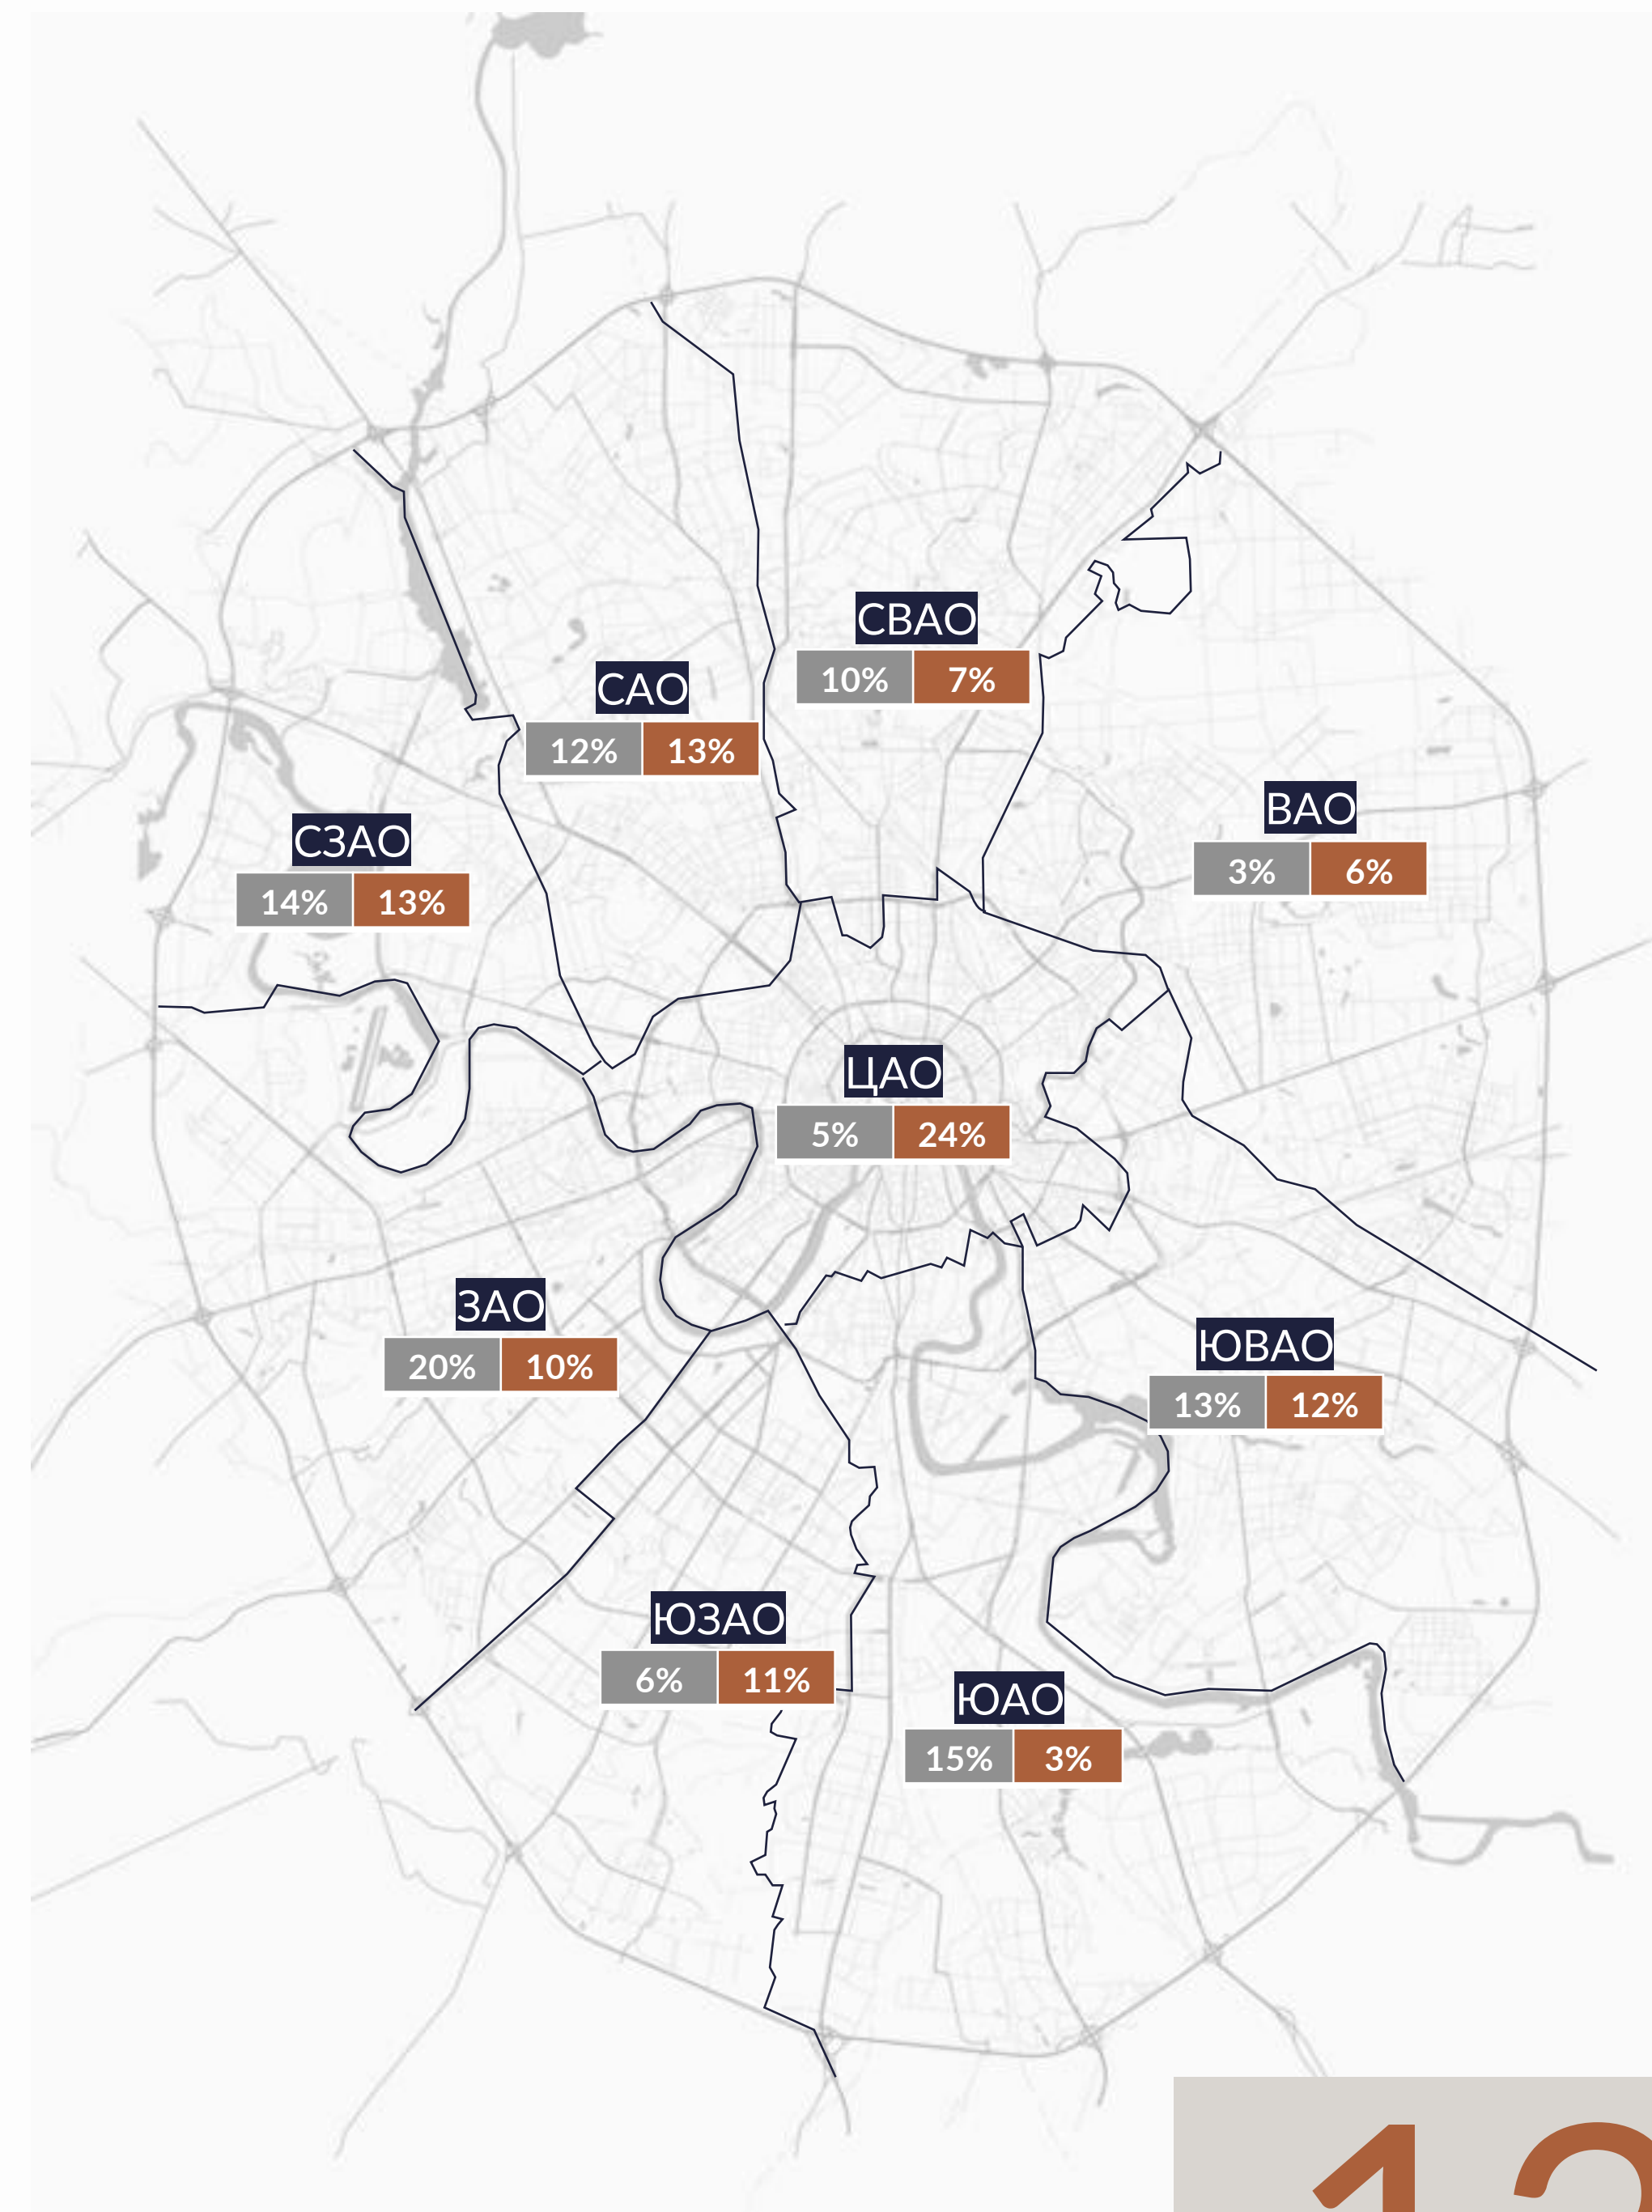 СВАО
10% 7%
САО
12% 13%
ВАО
3% 6%
СЗАО
14% 13%
ЦАО
5% 24%
ЗАО
20% 10%
ЮВАО
13% 12%
ЮЗАО
6% 11%
ЮАО
15% 3%